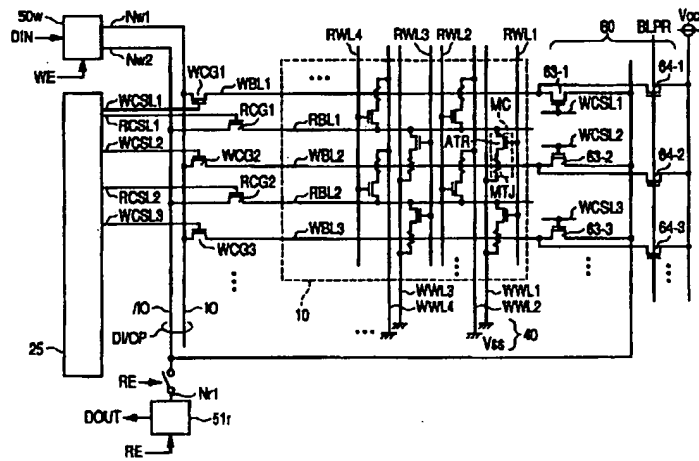 50w
60
Vcc
DIN
Nw1
RWL4
RWL3
RWL2
RWL1
BLPR
WE
Nw2
WCG1
WBL1
63-1
64-1
WCSL1
RCG1
MC
WCSL1
RCSL1
RBL1
ATR
WCSL2
WCSL2
WCG2
WBL2
63-2
64-2
RCG2
MTJ
RCSL2
RBL2
WCSL3
WCSL3
WBL3
63-3
64-3
WCG3
/IO
IO
10
WWL3
WWL4
WWL1
WWL2
25
DI/CP
Vss
40
RE
Nr1
DOUT
51r
RE